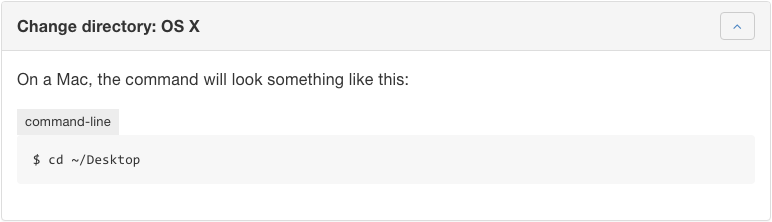 Change directory: OS X
On a Mac, the command will look something like this:
command-line
$ cd ~/Desktop